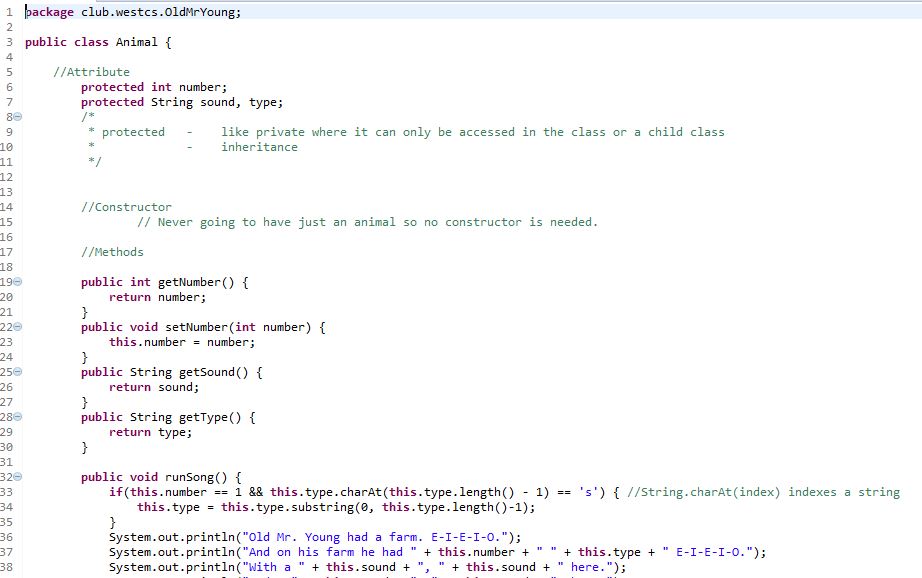 1 package club.westcs.OldMrYoung;
2
3 public class Animal {
4
5 //Attribute
6 protected int number;
7 protected String sound, type;
8 /*
9 * protected - like private where it can only be accessed in the class or a child class
10 * - inheritance
11 */
12
13
14 //Constructor
15 // Never going to have just an animal so no constructor is needed.
16
17 //Methods
18
19 public int getNumber() {
20 return number;
21 }
22 public void setNumber(int number) {
23 this.number = number;
24 }
25 public String getSound() {
26 return sound;
27 }
28 public String getType() {
29 return type;
30 }
31
32 public void runSong() {
33 if(this.number == 1 && this.type.charAt(this.type.length() - 1) == 's') { //String.charAt(index) indexes a string
34 this.type = this.type.substring(0, this.type.length()-1);
35 }
36 System.out.println("Old Mr. Young had a farm. E-I-E-I-O.");
37 System.out.println("And on his farm he had " + this.number + " " + this.type + " E-I-E-I-O.");
38 System.out.println("With a " + this.sound + ", " + this.sound + " here.");